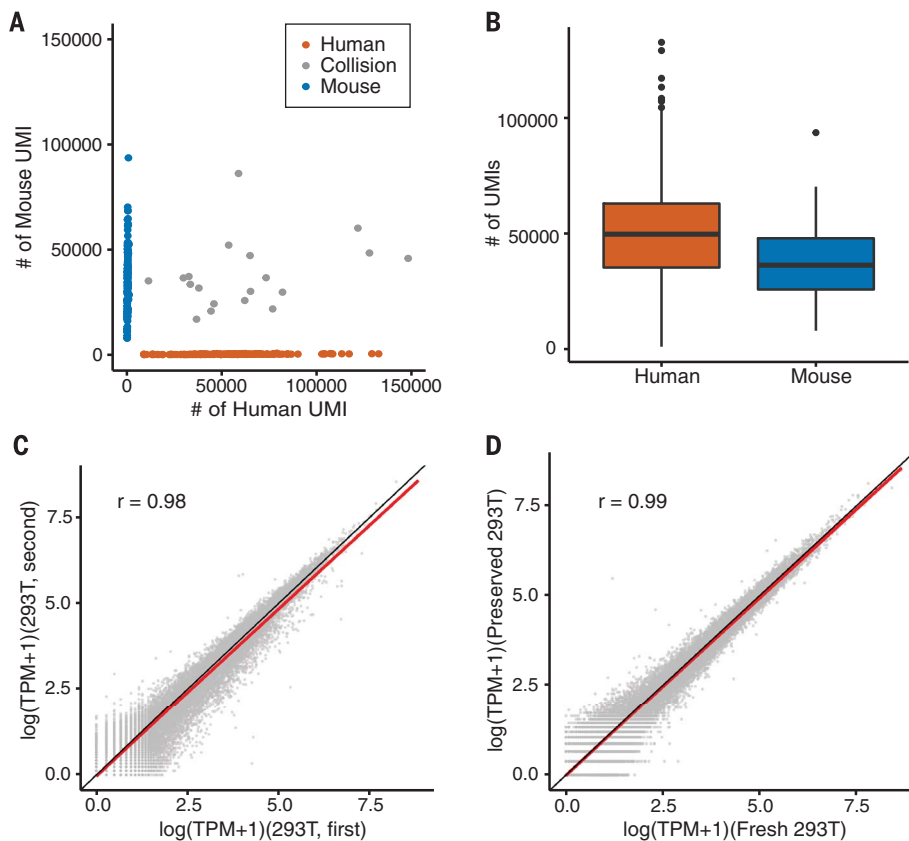 A
150000
100000
50000
0
# of Mouse UMI
Human
Collision
Mouse
0 50000 100000 150000
# of Human UMI
B
100000
50000
0
# of UMIs
Human Mouse
C
r = 0.98
7.5
5.0
2.5
0.0
log(TPM+1)(293T, second)
0.0 2.5 5.0 7.5
log(TPM+1)(293T, first)
D
r = 0.99
7.5
5.0
2.5
0.0
log(TPM+1)(Preserved 293T)
0.0 2.5 5.0 7.5
log(TPM+1)(Fresh 293T)